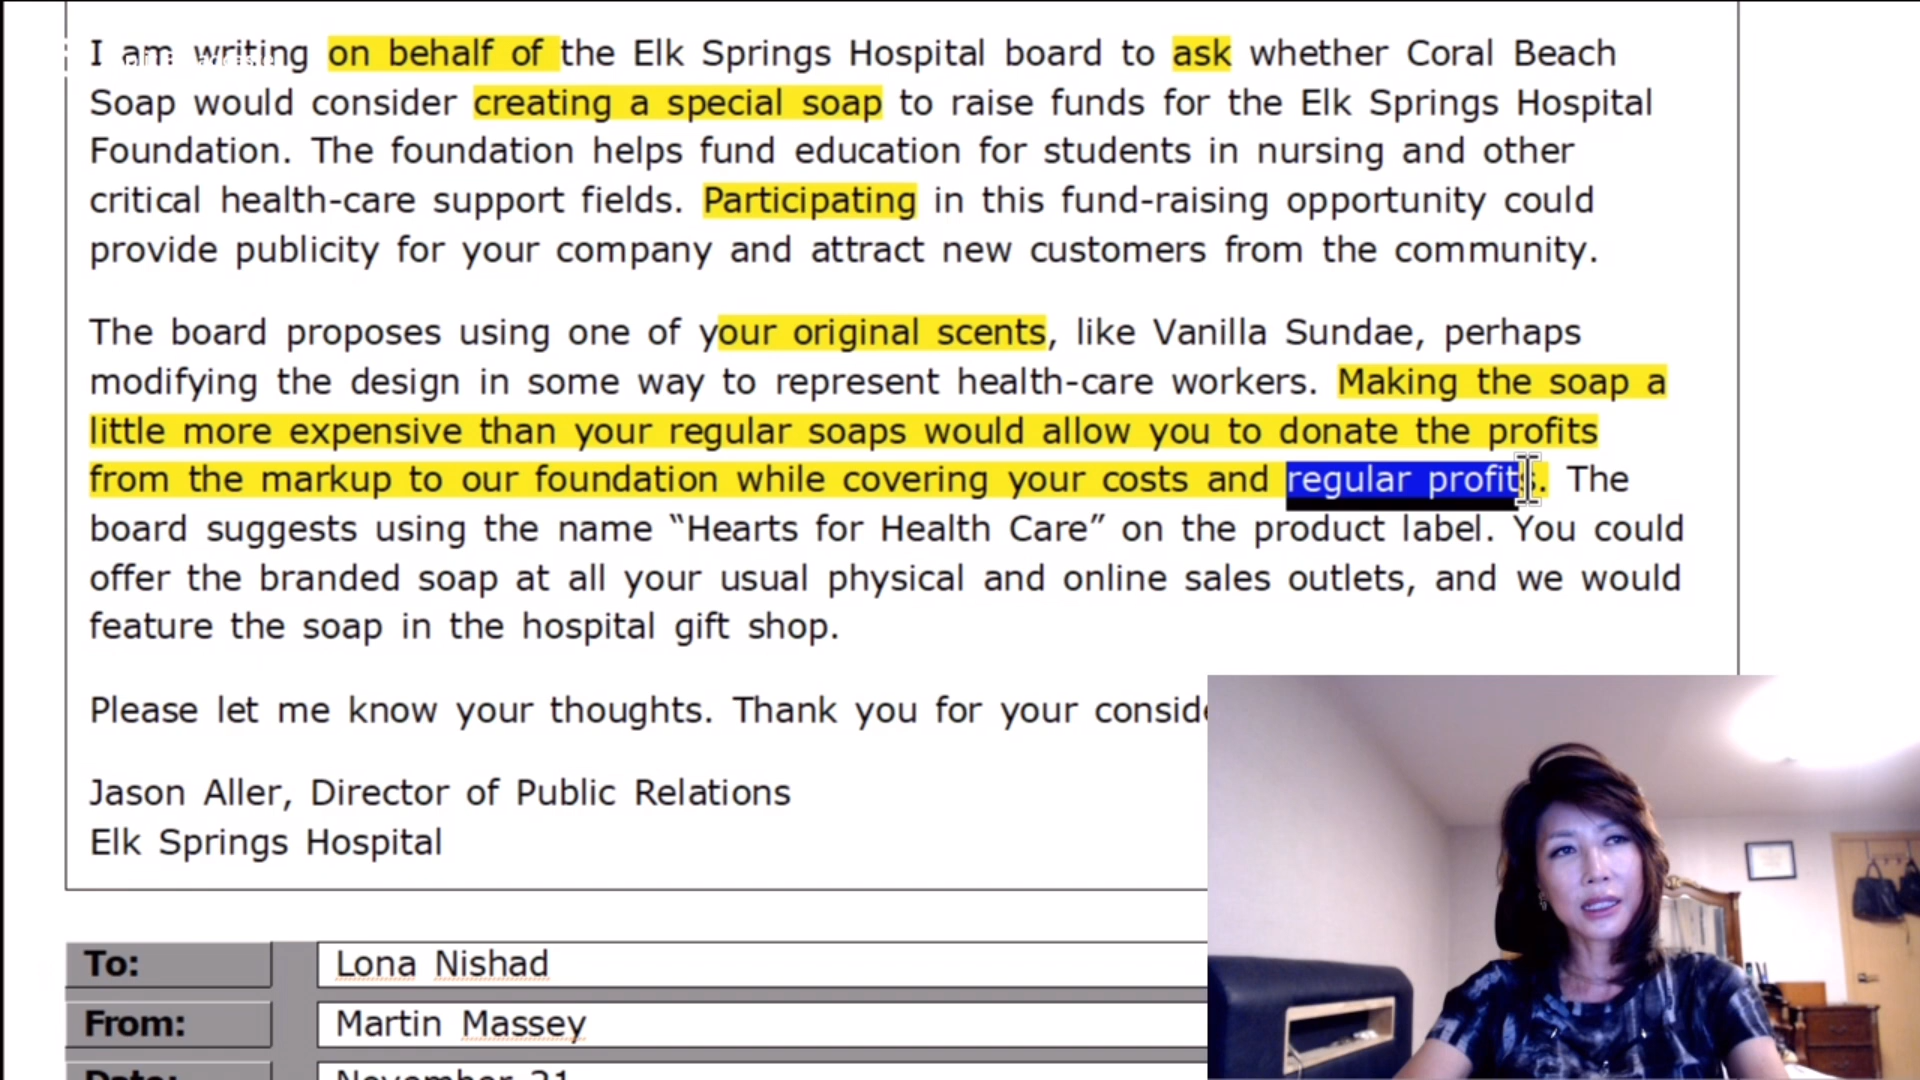 I am writing on behalf of the Elk Springs Hospital board to ask whether Coral Beach
Soap would consider creating a special soap to raise funds for the Elk Springs Hospital
Foundation. The foundation helps fund education for students in nursing and other
critical health-care support fields. Participating in this fund-raising opportunity could
provide publicity for your company and attract new customers from the community.
The board proposes using one of your original scents, like Vanilla Sundae, perhaps
modifying the design in some way to represent health-care workers. Making the soap a
little more expensive than your regular soaps would allow you to donate the profits
from the markup to our foundation while covering your costs and regular profits. The
board suggests using the name “Hearts for Health Care” on the product label. You could
offer the branded soap at all your usual physical and online sales outlets, and we would
feature the soap in the hospital gift shop.
Please let me know your thoughts. Thank you for your
Jason Aller, Director of Public Relations
Elk Springs Hospital
To: Lona Nishad
From: Martin Massey
Date: November 21